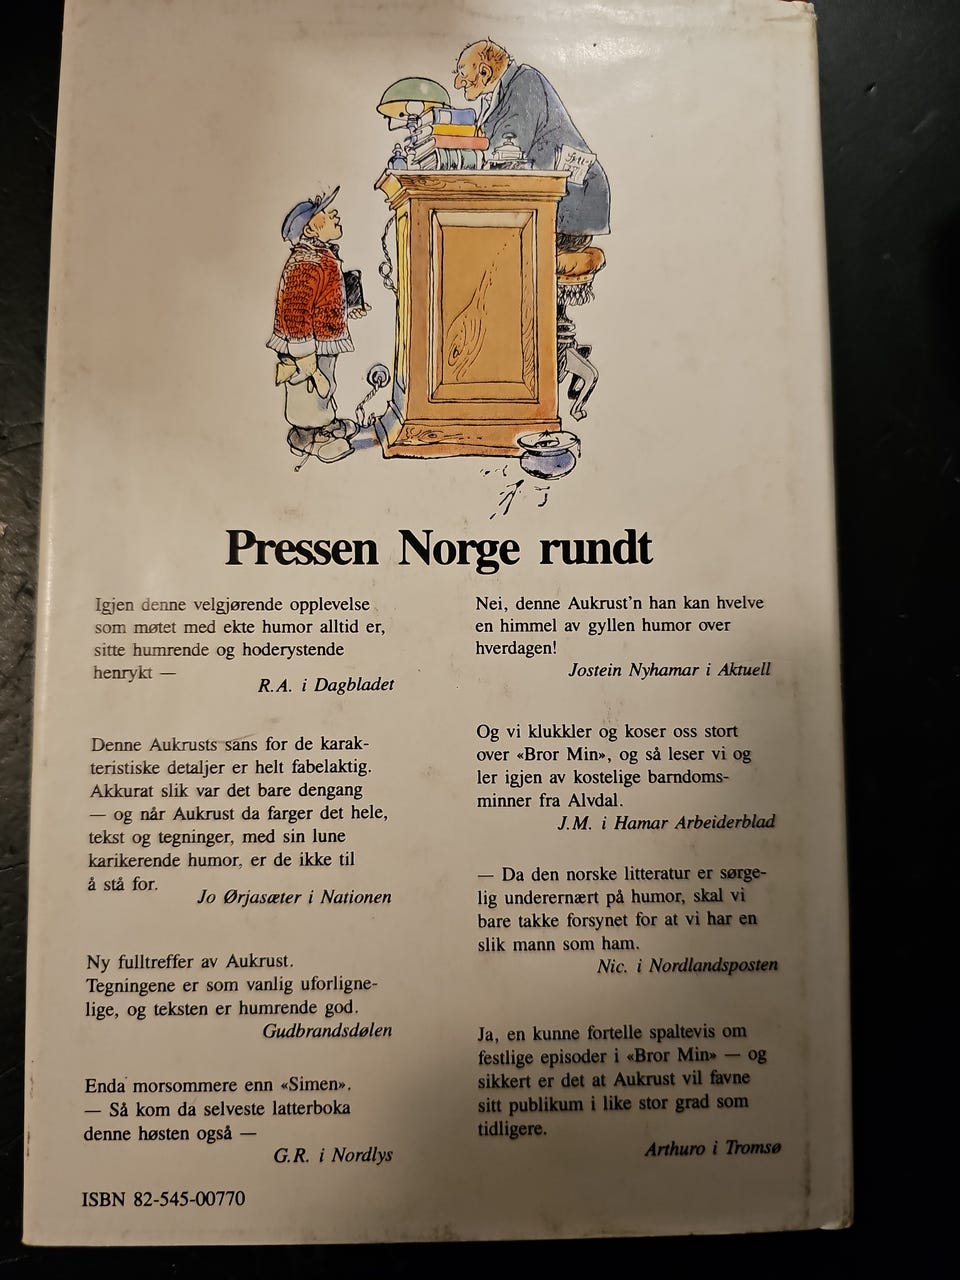 Pressen Norge rundt
Igjen denne velgjørende opplevelse
som møtet med ekte humor alltid er,
sitte humrende og hoderystende
henrykt —
R.A. i Dagbladet
Denne Aukrusts sans for de karak-
teristiske detaljer er helt fabelaktig.
Akkurat slik var det bare dengang
— og når Aukrust da farger det hele,
tekst og tegninger, med sin lune
karikerende humor, er de ikke til
å stå for.
Jo Ørjasæter i Nationen
Ny fulltreffer av Aukrust.
Tegningene er som vanlig uforligne-
lige, og teksten er humrende god.
Gudbrandsdølen
Enda morsommere enn «Simen».
— Så kom da selveste latterboka
denne høsten også —
G.R. i Nordlys
Nei, denne Aukrust'n han kan hvelve
en himmel av gyllen humor over
hverdagen!
Jostein Nyhamar i Aktuell
Og vi klukkler og koser oss stort
over «Bror Min», og så leser vi og
ler igjen av kostelige barndoms-
minner fra Alvdal.
J.M. i Hamar Arbeiderblad
— Da den norske litteratur er sørge-
lig underernært på humor, skal vi
bare takke forsynet for at vi har en
slik mann som ham.
Nic. i Nordlandsposten
Ja, en kunne fortelle spaltevis om
festlige episoder i «Bror Min» — og
sikkert er det at Aukrust vil favne
sitt publikum i like stor grad som
tidligere.
Arthuro i Tromsø
ISBN 82-545-00770